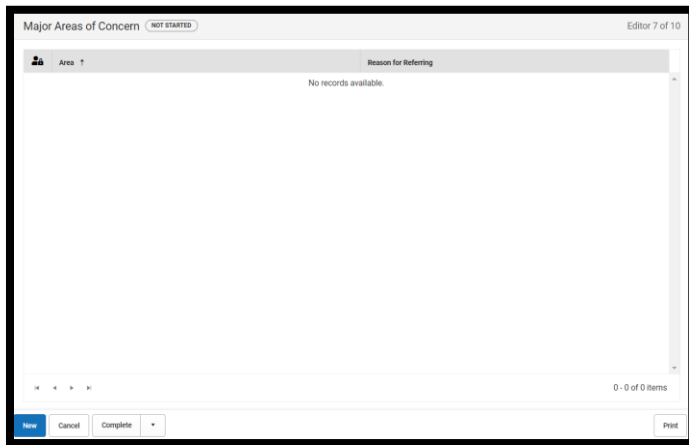 Major Areas of Concern NOT STARTED Editor 7 of 10
Area ↑ Reason for Referring
No records available.
0 - 0 of 0 items
New Cancel Complete Print